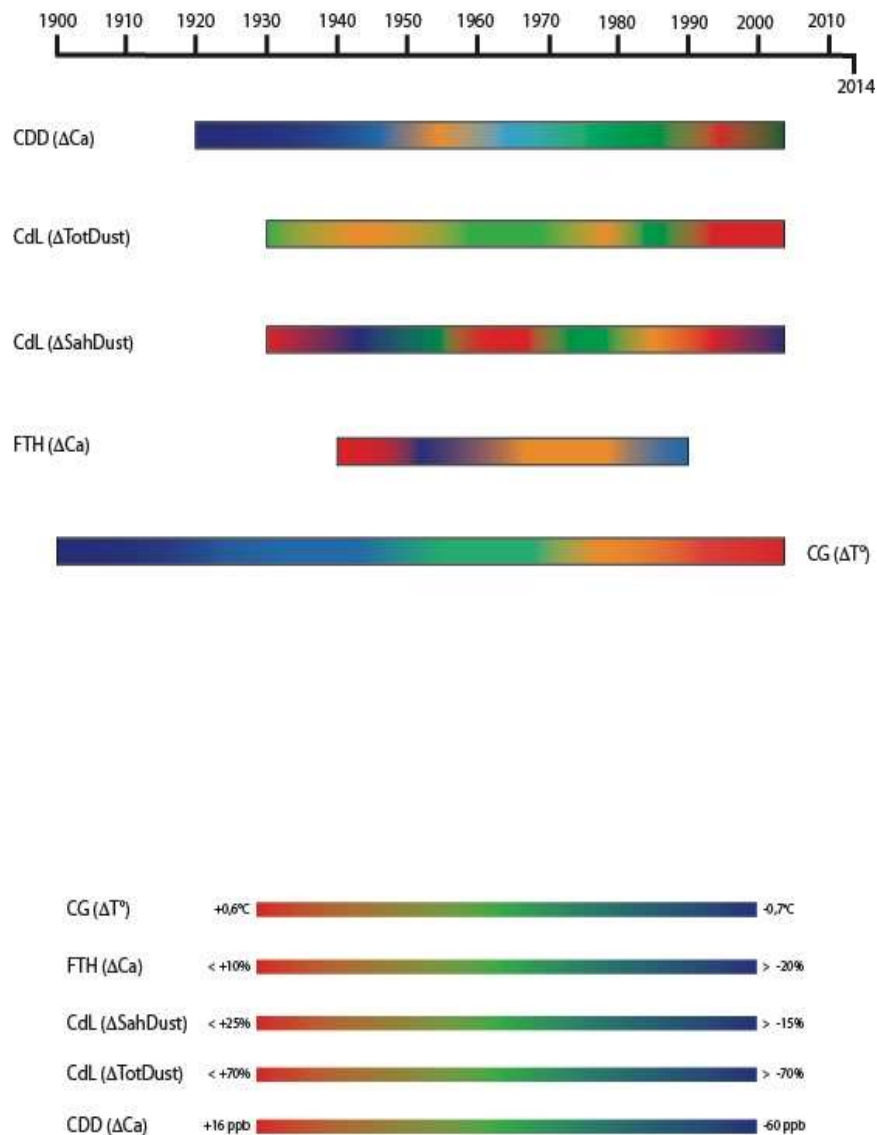 1900 1910 1920 1930 1940 1950 1960 1970 1980 1990 2000 2010
2014
CDD (ΔCa)
CdL (ΔTotDust)
CdL (ΔSahDust)
FTH (ΔCa)
CG (ΔT°)
CG (ΔT°) +0,6°C -0,7°C
FTH (ΔCa) < +10% > -20%
CdL (ΔSahDust) < +25% > -15%
CdL (ΔTotDust) < +70% > -70%
CDD (ΔCa) +16 ppb -60 ppb